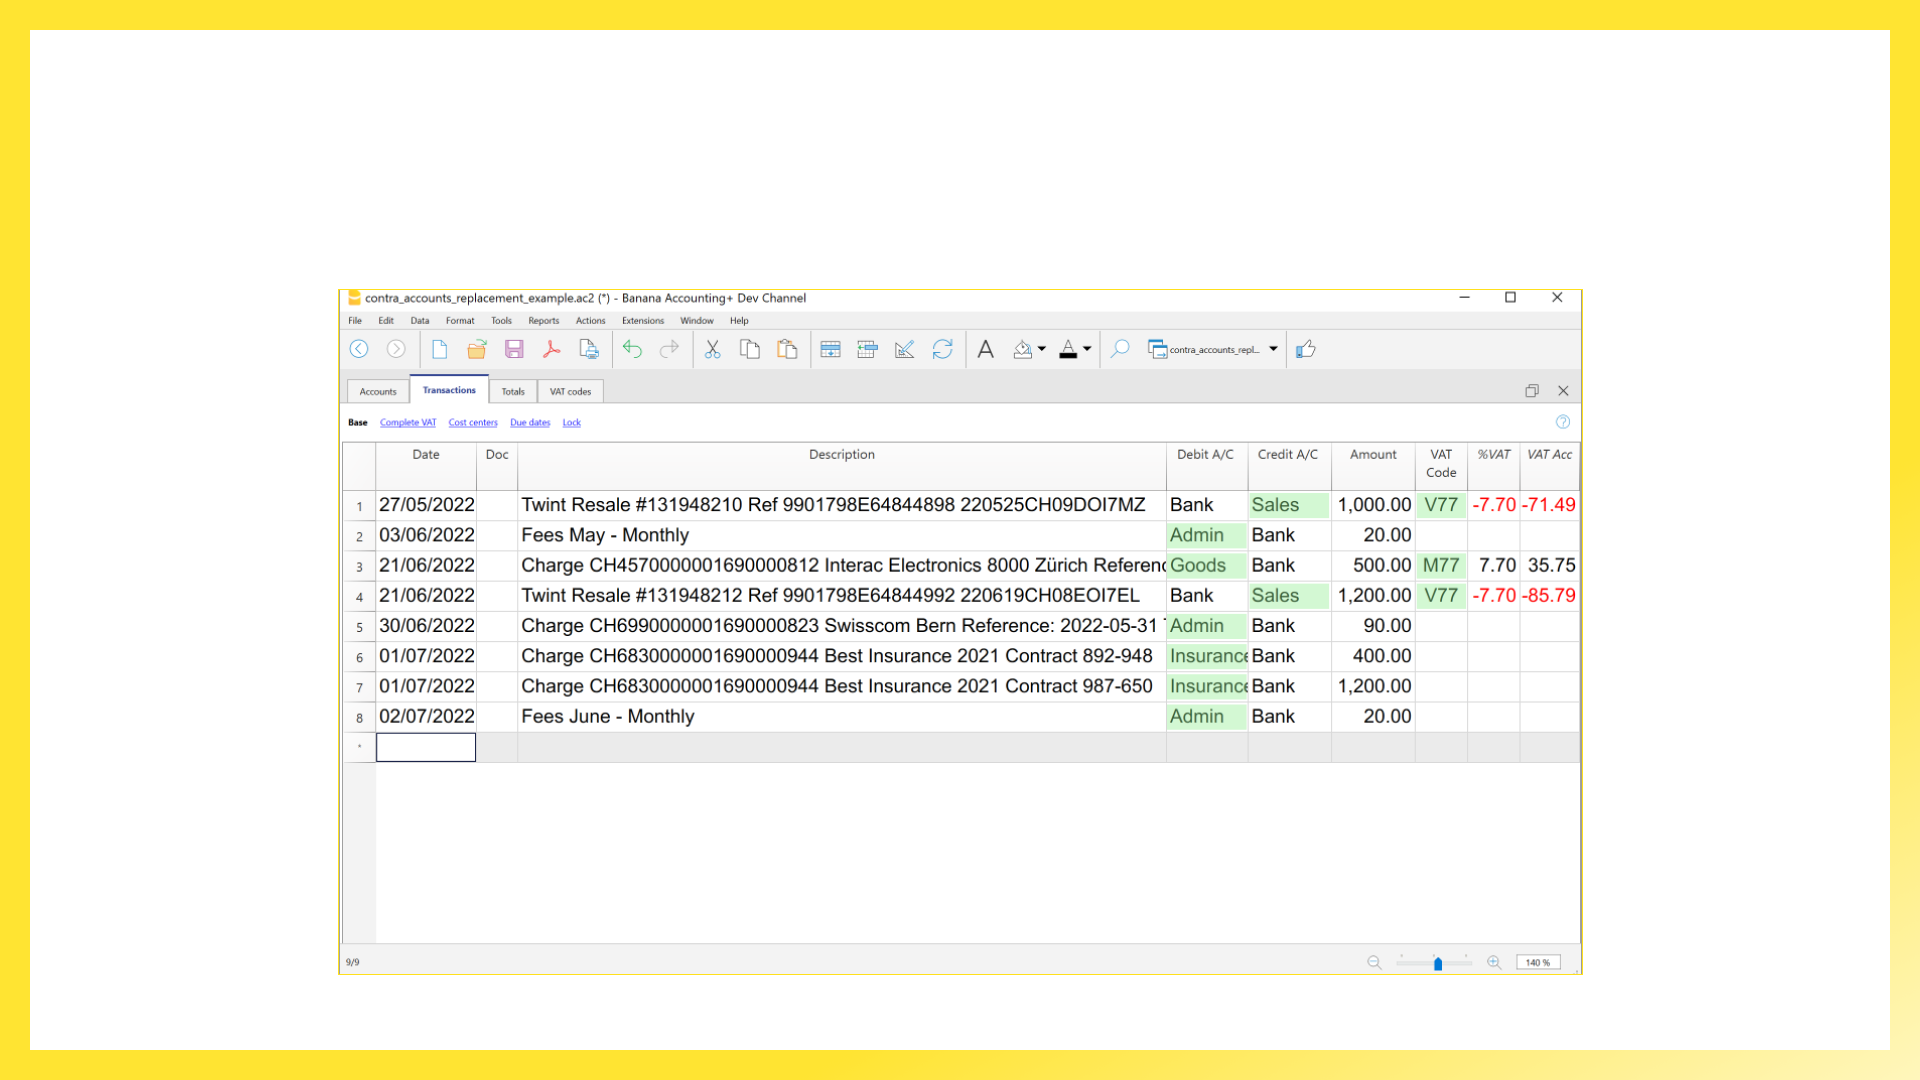 contra_accounts_replacement_example.ac2 (*) - Banana Accounting+ Dev Channel
File Edit Data Format Tools Reports Actions Extensions Window Help
contra_accounts_repl...
Accounts Transactions Totals VAT codes
Base Complete VAT Cost centers Due dates Lock
Date Doc Description Debit A/C Credit A/C Amount VAT Code %VAT VAT Acc
1 27/05/2022 Twint Resale #131948210 Ref 9901798E64844898 220525CH09DOI7MZ Bank Sales 1,000.00 V77 -7.70 -71.49
2 03/06/2022 Fees May - Monthly Admin Bank 20.00
3 21/06/2022 Charge CH4570000001690000812 Interac Electronics 8000 Zürich Referenc Goods Bank 500.00 M77 7.70 35.75
4 21/06/2022 Twint Resale #131948212 Ref 9901798E64844992 220619CH08EOI7EL Bank Sales 1,200.00 V77 -7.70 -85.79
5 30/06/2022 Charge CH6990000001690000823 Swisscom Bern Reference: 2022-05-31 Admin Bank 90.00
6 01/07/2022 Charge CH6830000001690000944 Best Insurance 2021 Contract 892-948 Insurance Bank 400.00
7 01/07/2022 Charge CH6830000001690000944 Best Insurance 2021 Contract 987-650 Insurance Bank 1,200.00
8 02/07/2022 Fees June - Monthly Admin Bank 20.00
*
9/9 140 %